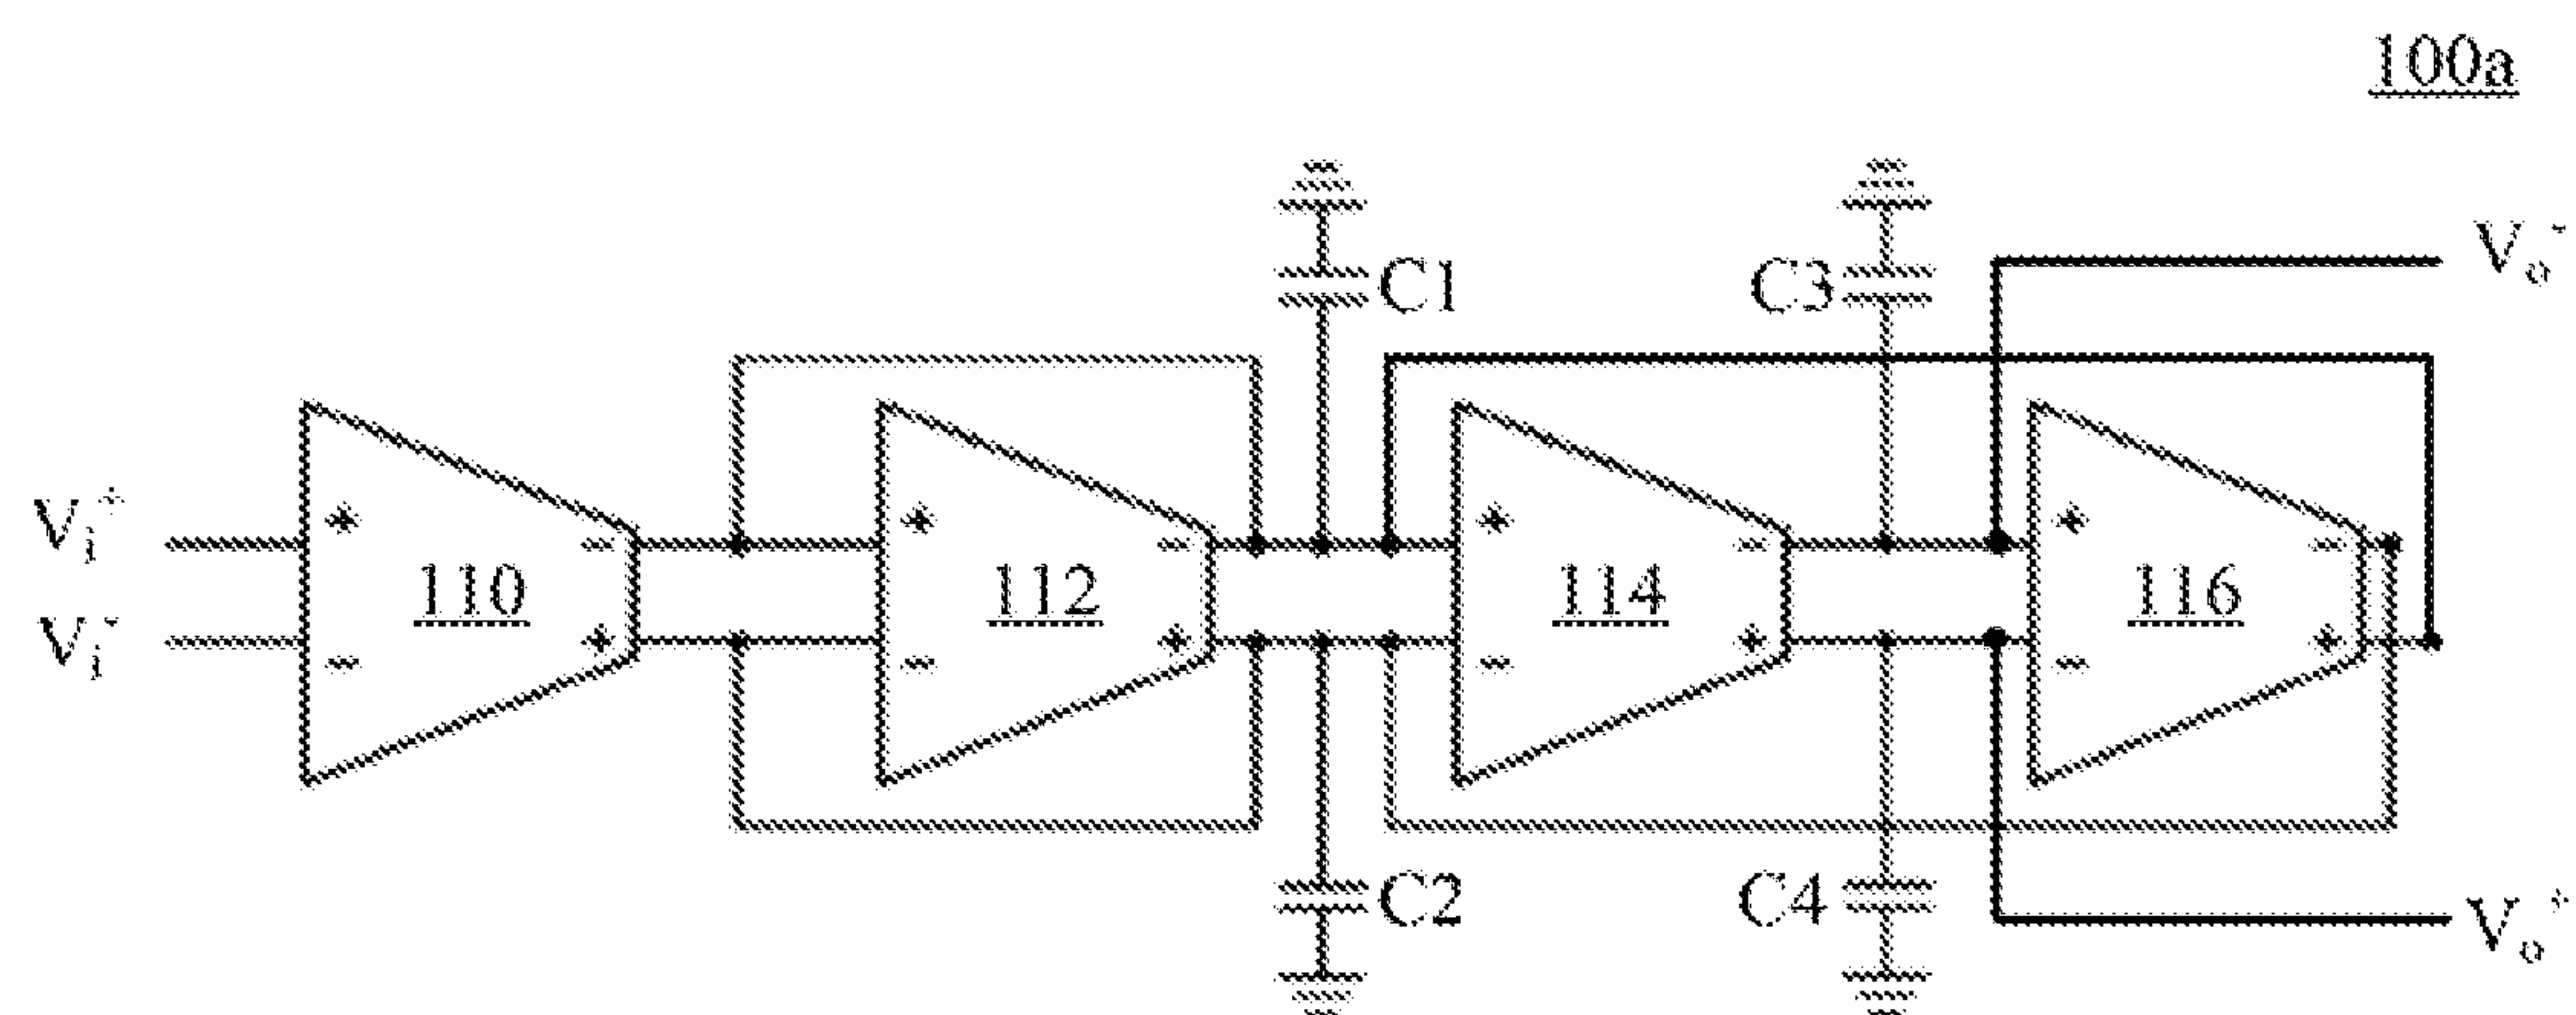 100a
C1
C3
Vo-
Vi+
Vi-
+
-
110
-
+
+
-
112
-
+
+
-
114
-
+
+
-
116
-
+
C2
C4
Vo+